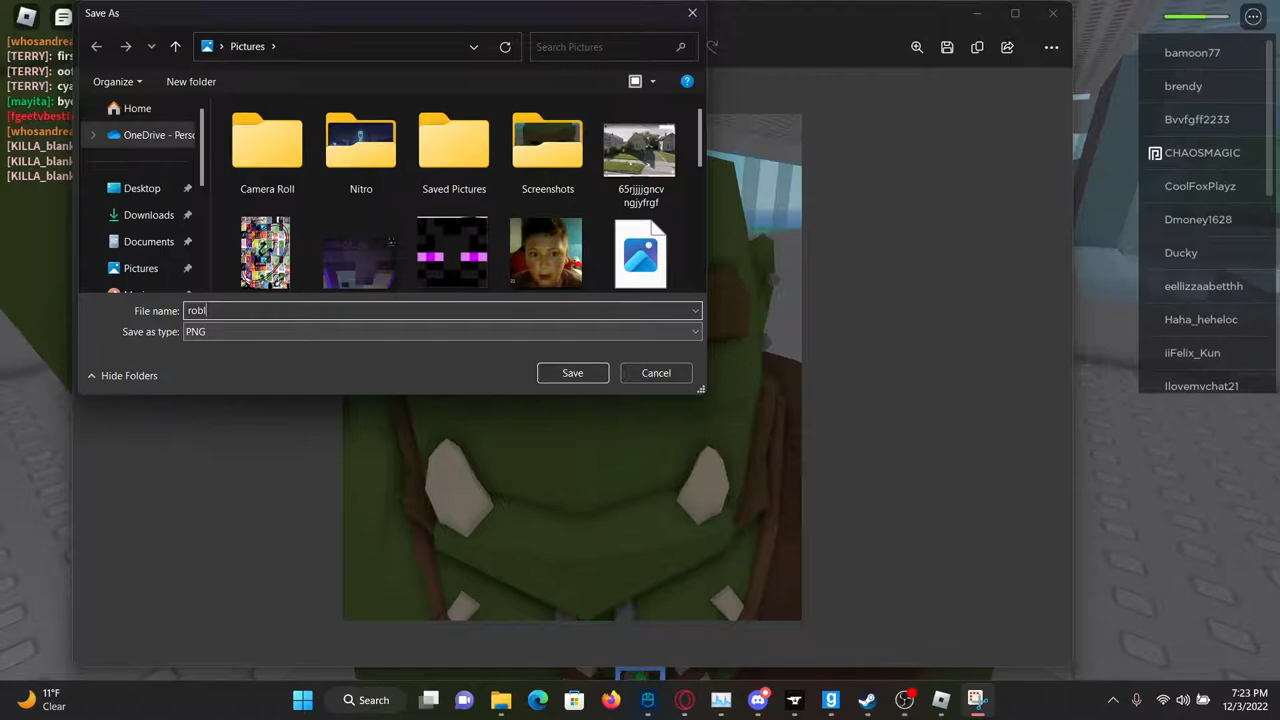 Save As
[whosandrea
[TERRY]: firs
[TERRY]: oof
[TERRY]: cya
[mayita]: bye
[whosandrea
[KILLA_blank
[KILLA_blank
[KILLA_blank
Pictures
Search Pictures
Organize
New folder
Home
OneDrive - Perso
Desktop
Downloads
Documents
Pictures
Camera Roll
Nitro
Saved Pictures
Screenshots
65rjjjjgncv
ngjyfrgf
File name: robl
Save as type: PNG
Hide Folders
Save
Cancel
bamoon77
brendy
Bvvfgff2233
CHAOSMAGIC
CoolFoxPlayz
Dmoney1628
Ducky
eellizzaabetthh
Haha_heheloc
iiFelix_Kun
Ilovemvchat21
11°F
Clear
Search
7:23 PM
12/3/2022